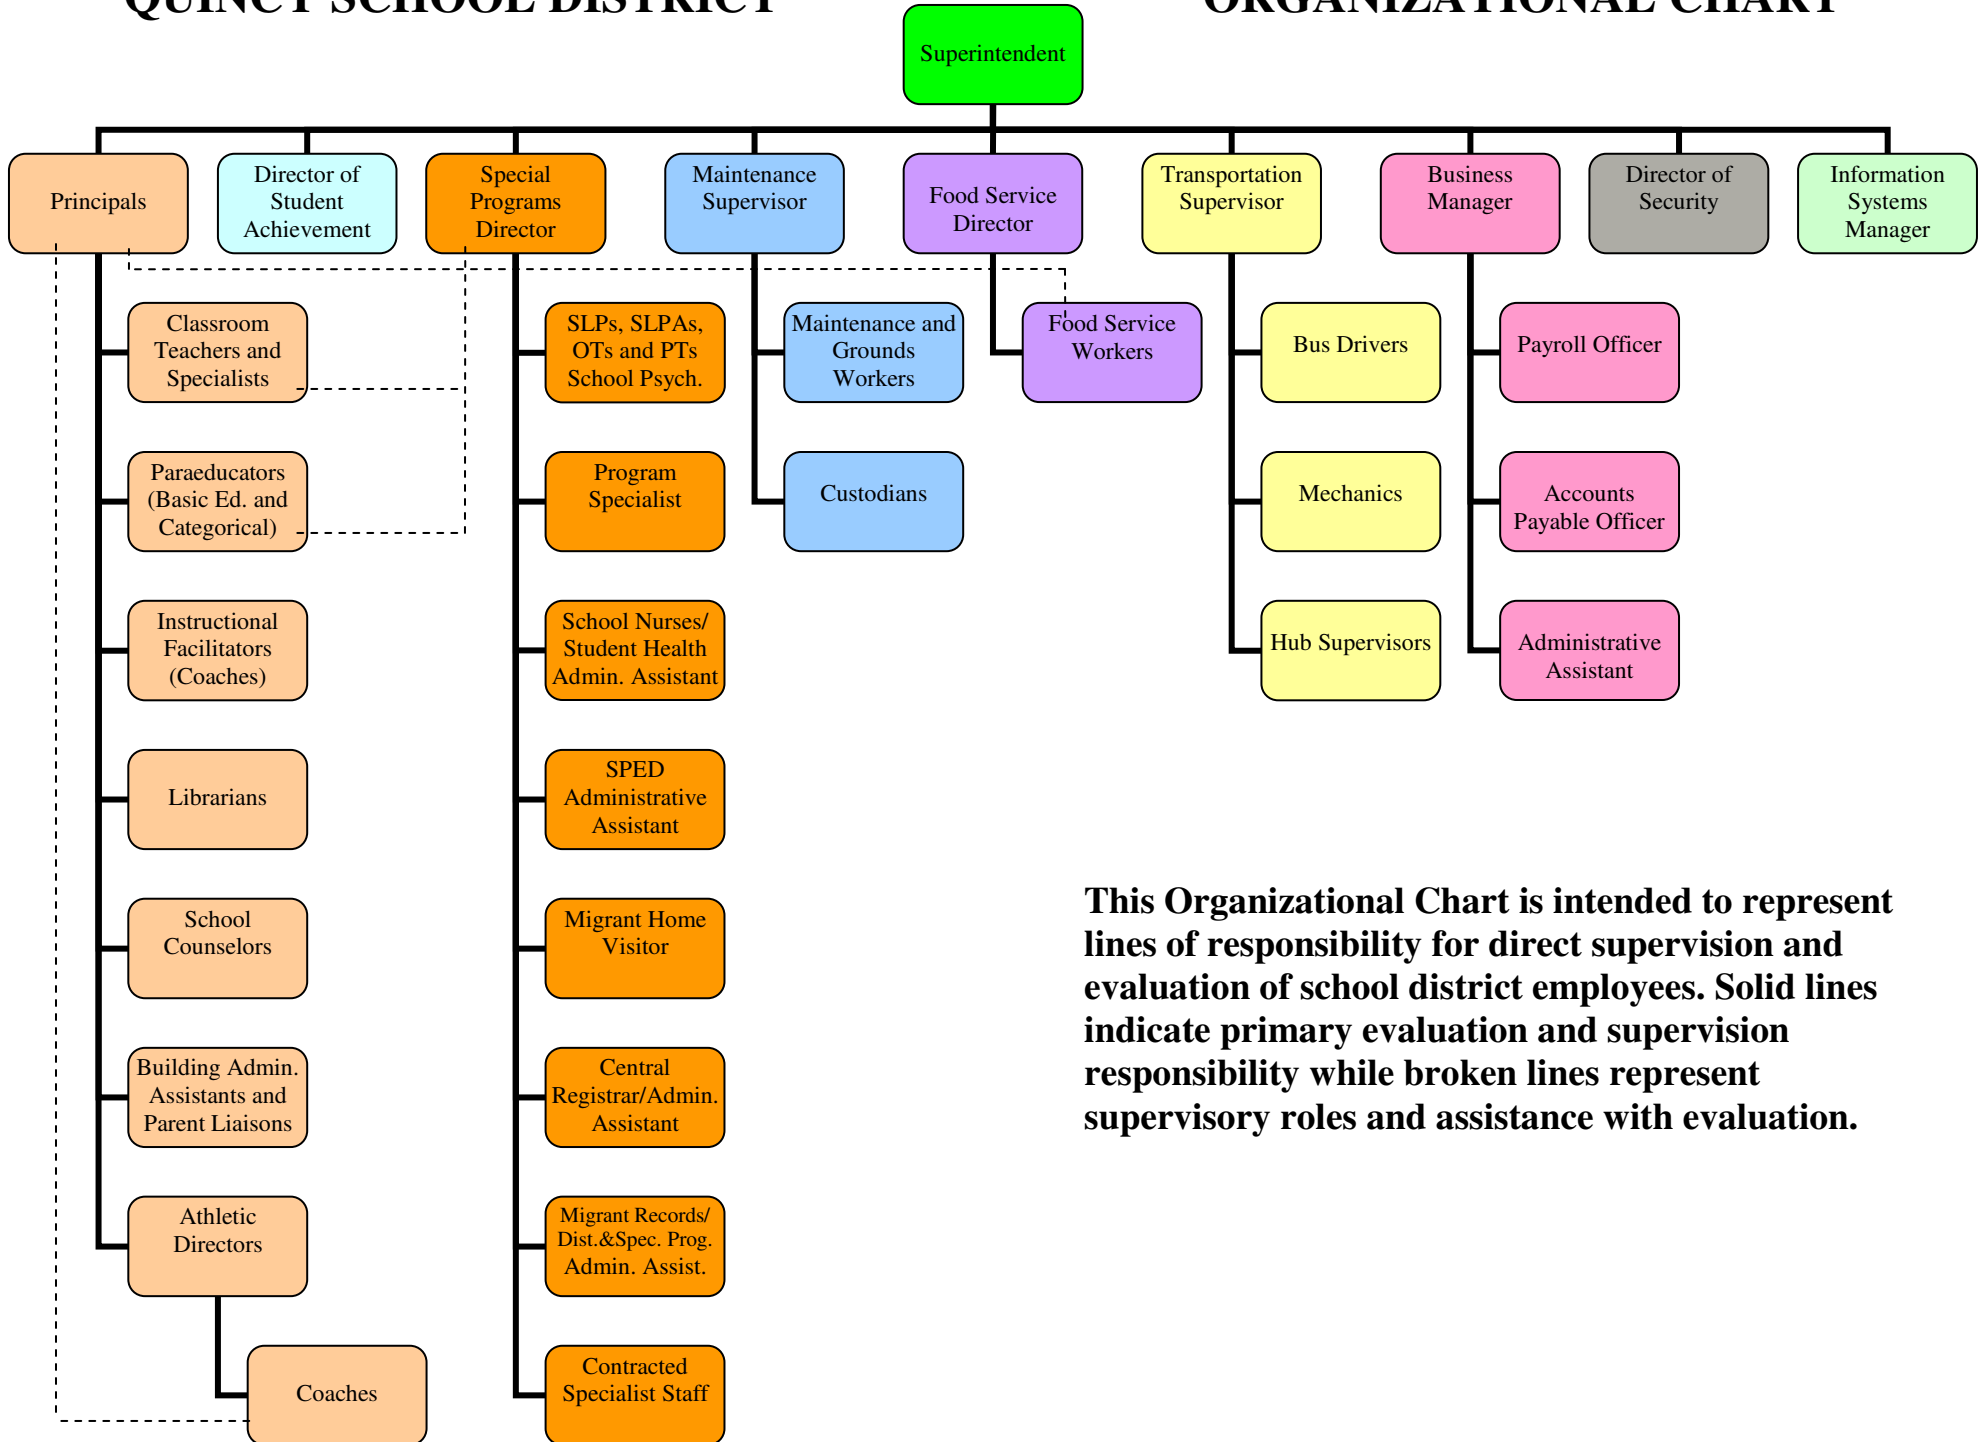 QUINCY SCHOOL DISTRICT
ORGANIZATIONAL CHART
Superintendent
Principals
Director of
Student
Achievement
Special
Programs
Director
Maintenance
Supervisor
Food Service
Director
Transportation
Supervisor
Business
Manager
Director of
Security
Information
Systems
Manager
Classroom
Teachers and
Specialists
SLPs, SLPAs,
OTs and PTs
School Psych.
Maintenance and
Grounds
Workers
Food Service
Workers
Bus Drivers
Payroll Officer
Paraeducators
(Basic Ed. and
Categorical)
Program
Specialist
Custodians
Mechanics
Accounts
Payable Officer
Instructional
Facilitators
(Coaches)
School Nurses/
Student Health
Admin. Assistant
Hub Supervisors
Administrative
Assistant
Librarians
SPED
Administrative
Assistant
School
Counselors
Migrant Home
Visitor
Building Admin.
Assistants and
Parent Liaisons
Central
Registrar/Admin.
Assistant
Athletic
Directors
Migrant Records/
Dist.&Spec. Prog.
Admin. Assist.
Coaches
Contracted
Specialist Staff
This Organizational Chart is intended to represent
lines of responsibility for direct supervision and
evaluation of school district employees. Solid lines
indicate primary evaluation and supervision
responsibility while broken lines represent
supervisory roles and assistance with evaluation.